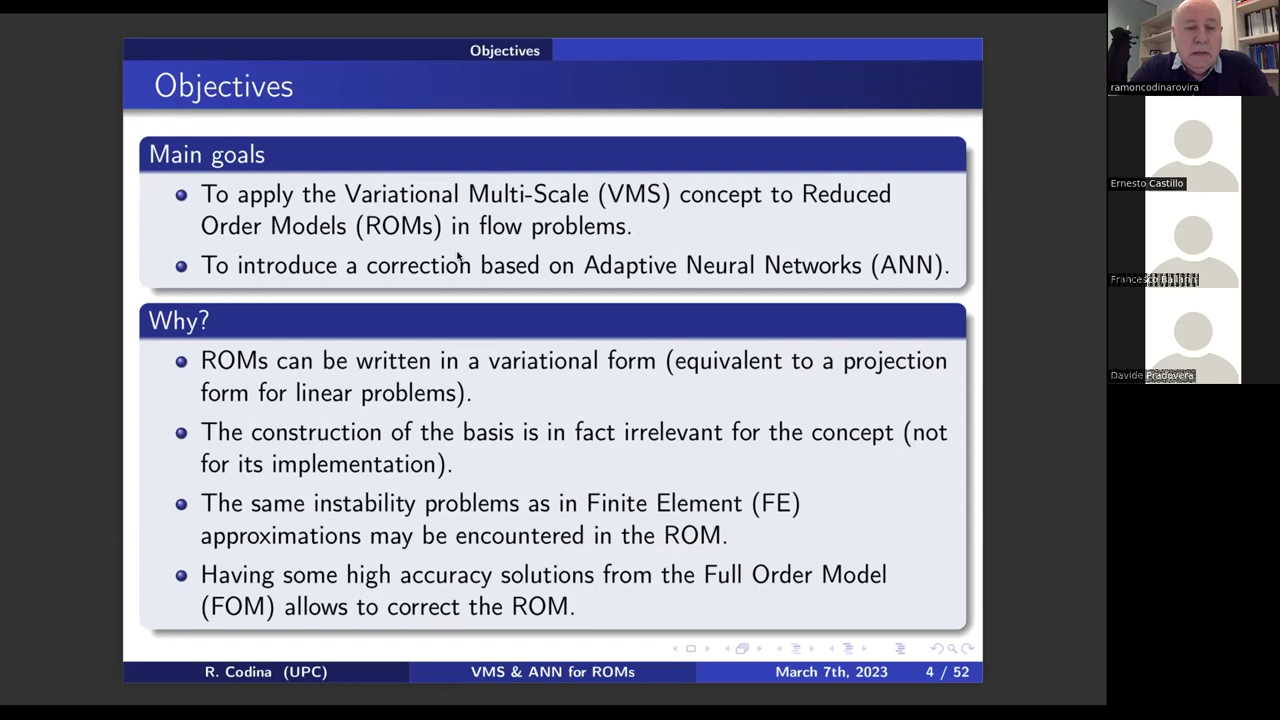 Objectives
Objectives
Main goals
To apply the Variational Multi-Scale (VMS) concept to Reduced
Order Models (ROMs) in flow problems.
To introduce a correction based on Adaptive Neural Networks (ANN).
Why?
ROMs can be written in a variational form (equivalent to a projection
form for linear problems).
The construction of the basis is in fact irrelevant for the concept (not
for its implementation).
The same instability problems as in Finite Element (FE)
approximations may be encountered in the ROM.
Having some high accuracy solutions from the Full Order Model
(FOM) allows to correct the ROM.
R. Codina (UPC)
VMS & ANN for ROMs
March 7th, 2023
4 / 52
ramoncodinarovira
Ernesto Castillo
Francesco Ballarin
Davide Pradovera